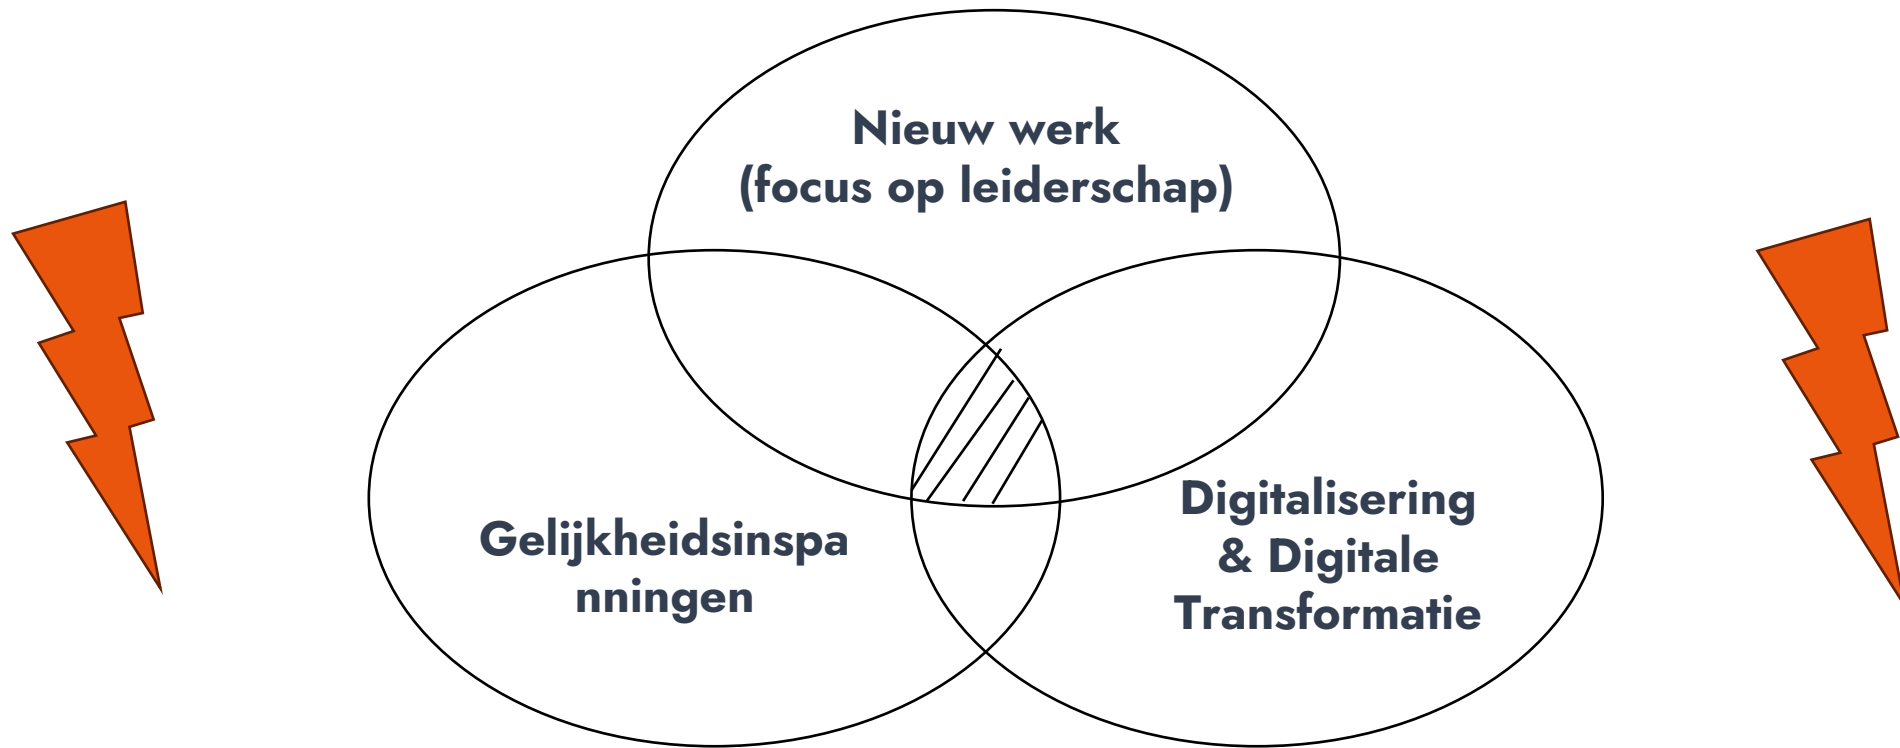 Nieuw werk
(focus op leiderschap)
Gelijkheidsinspa
nningen
Digitalisering
& Digitale
Transformatie